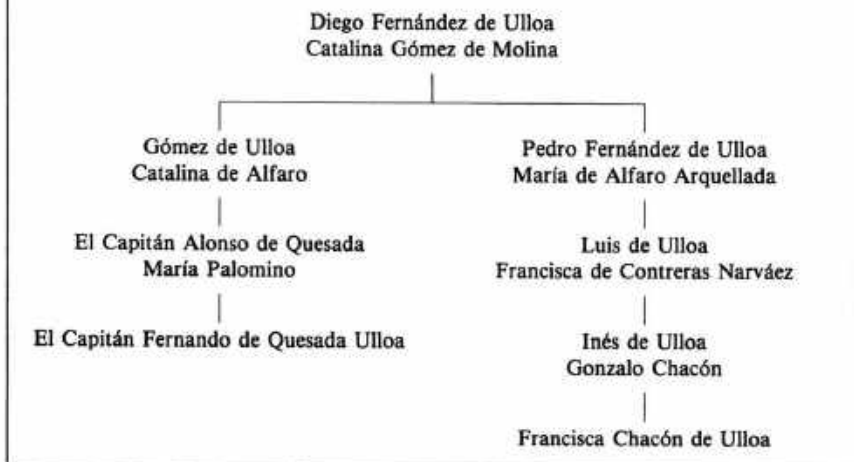 Diego Fernández de Ulloa
Catalina Gómez de Molina
Gómez de Ulloa
Catalina de Alfaro
Pedro Fernández de Ulloa
María de Alfaro Arquellada
El Capitán Alonso de Quesada
María Palomino
Luis de Ulloa
Francisca de Contreras Narváez
El Capitán Fernando de Quesada Ulloa
Inés de Ulloa
Gonzalo Chacón
Francisca Chacón de Ulloa